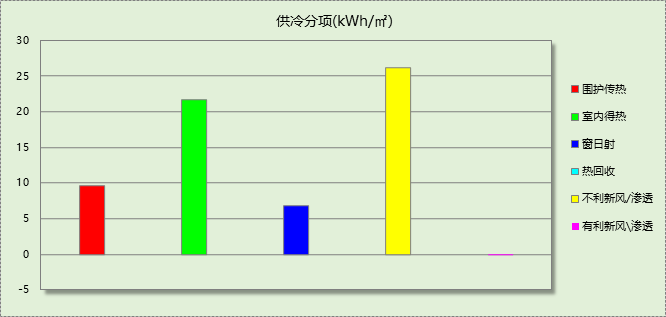 供冷分项(kWh/㎡)
30
25
20
15
10
5
0
-5
围护传热
室内得热
窗日射
热回收
不利新风/渗透
有利新风\渗透